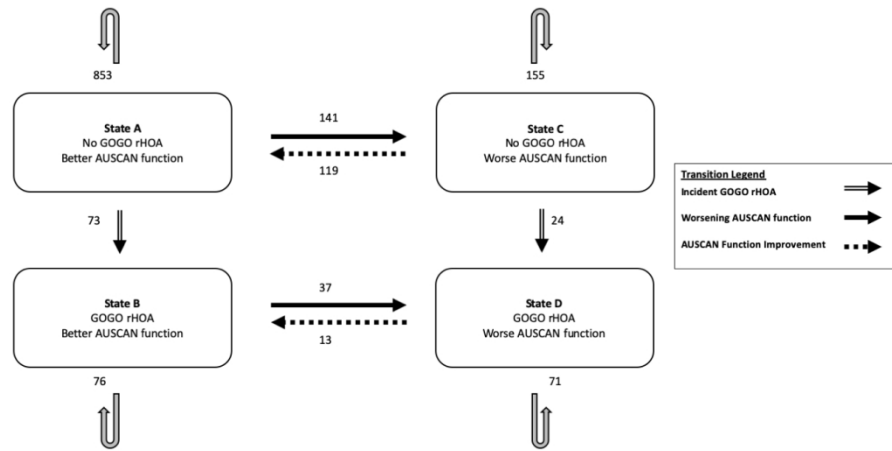 853
155
State A
No GOGO rHOA
Better AUSCAN function
141
119
State C
No GOGO rHOA
Worse AUSCAN function
Transition Legend
Incident GOGO rHOA
Worsening AUSCAN function
AUSCAN Function Improvement
73
24
State B
GOGO rHOA
Better AUSCAN function
37
13
State D
GOGO rHOA
Worse AUSCAN function
76
71